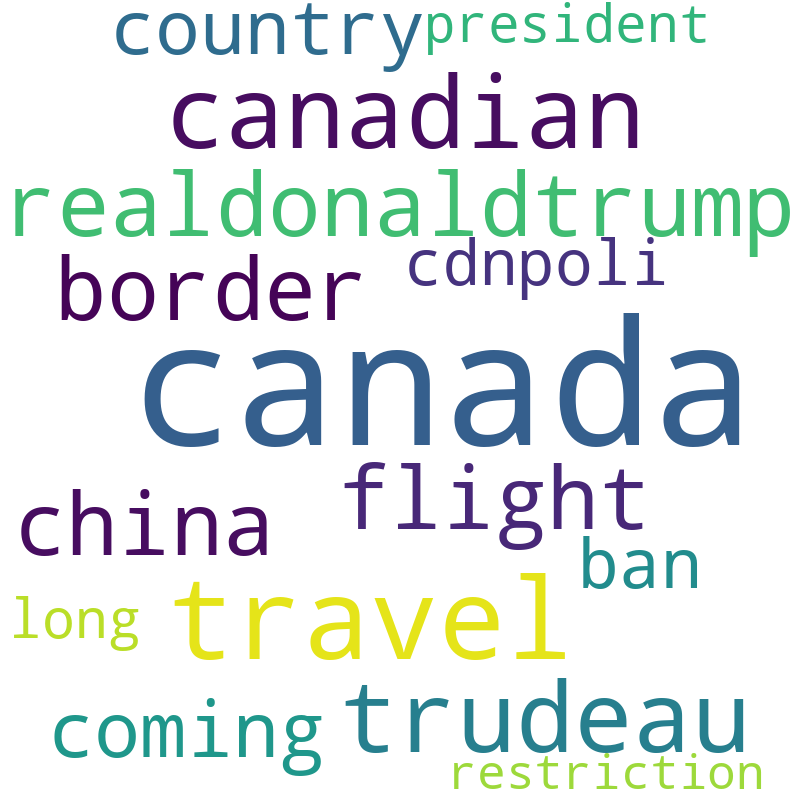 country president
canadian
realdonaldtrump
border cdnpoli
canada
china flight
ban
long travel
coming trudeau
restriction